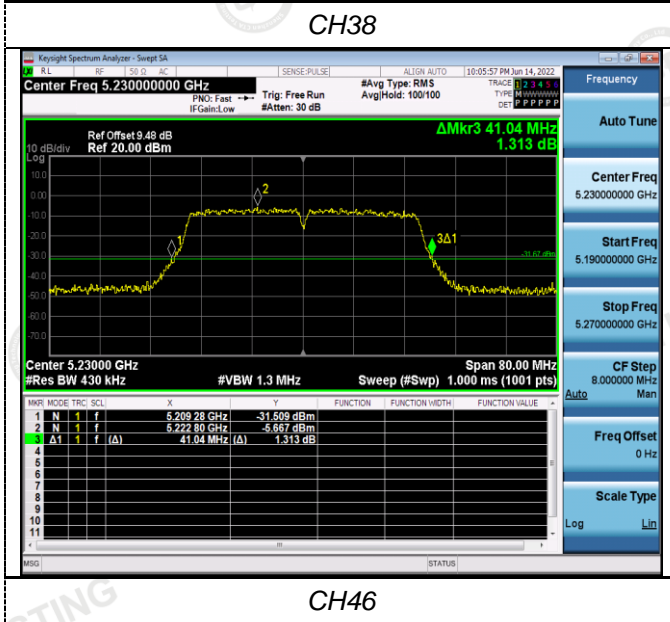 CH38
Keysight Spectrum Analyzer - Swept SA
RL RF 50 Ω AC SENSE:PULSE ALIGN AUTO 10:05:57 PM Jun 14, 2022
Center Freq 5.230000000 GHz
PNO: Fast
IFGain:Low
Trig: Free Run
#Atten: 30 dB
#Avg Type: RMS
Avg|Hold: 100/100
TRACE 1 2 3 4 5 6
TYPE M W W W W W
DET P P P P P P
Frequency
Auto Tune
Center Freq
5.230000000 GHz
Start Freq
5.190000000 GHz
Stop Freq
5.270000000 GHz
CF Step
8.000000 MHz
Auto Man
Freq Offset
0 Hz
Scale Type
Log Lin
ΔMkr3 41.04 MHz
1.313 dB
Ref Offset 9.48 dB
10 dB/div Ref 20.00 dBm
Log
10.0
0.00
-10.0
-20.0
-30.0
-40.0
-50.0
-60.0
-70.0
1
2
3Δ1
-31.67 dBm
Center 5.23000 GHz Span 80.00 MHz
#Res BW 430 kHz #VBW 1.3 MHz Sweep (#Swp) 1.000 ms (1001 pts)
MKR MODE TRC SCL X Y FUNCTION FUNCTION WIDTH FUNCTION VALUE
1 N 1 f 5.209 28 GHz -31.509 dBm
2 N 1 f 5.222 80 GHz -5.667 dBm
3 Δ1 1 f (Δ) 41.04 MHz (Δ) 1.313 dB
4
5
6
7
8
9
10
11
MSG STATUS
CH46
TING